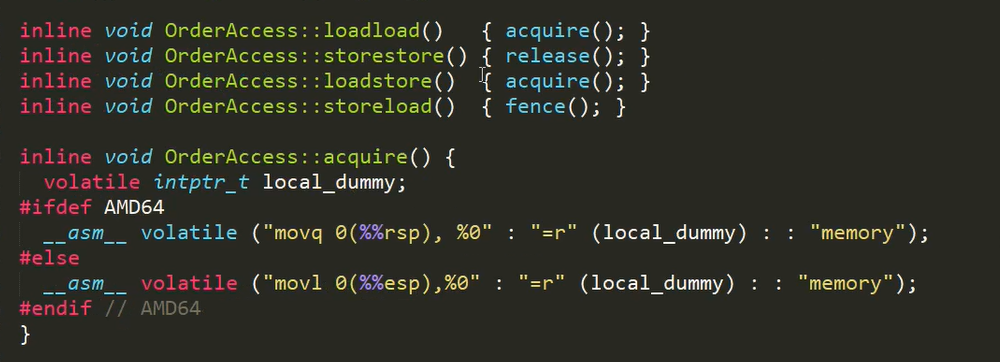 inline void OrderAccess::loadload()   { acquire(); }
inline void OrderAccess::storestore() { release(); }
inline void OrderAccess::loadstore()  { acquire(); }
inline void OrderAccess::storeload()  { fence(); }
inline void OrderAccess::acquire() {
  volatile intptr_t local_dummy;
#ifdef AMD64
  __asm__ volatile ("movq 0(%%rsp), %0" : "=r" (local_dummy) : : "memory");
#else
  __asm__ volatile ("movl 0(%%esp),%0" : "=r" (local_dummy) : : "memory");
#endif // AMD64
}